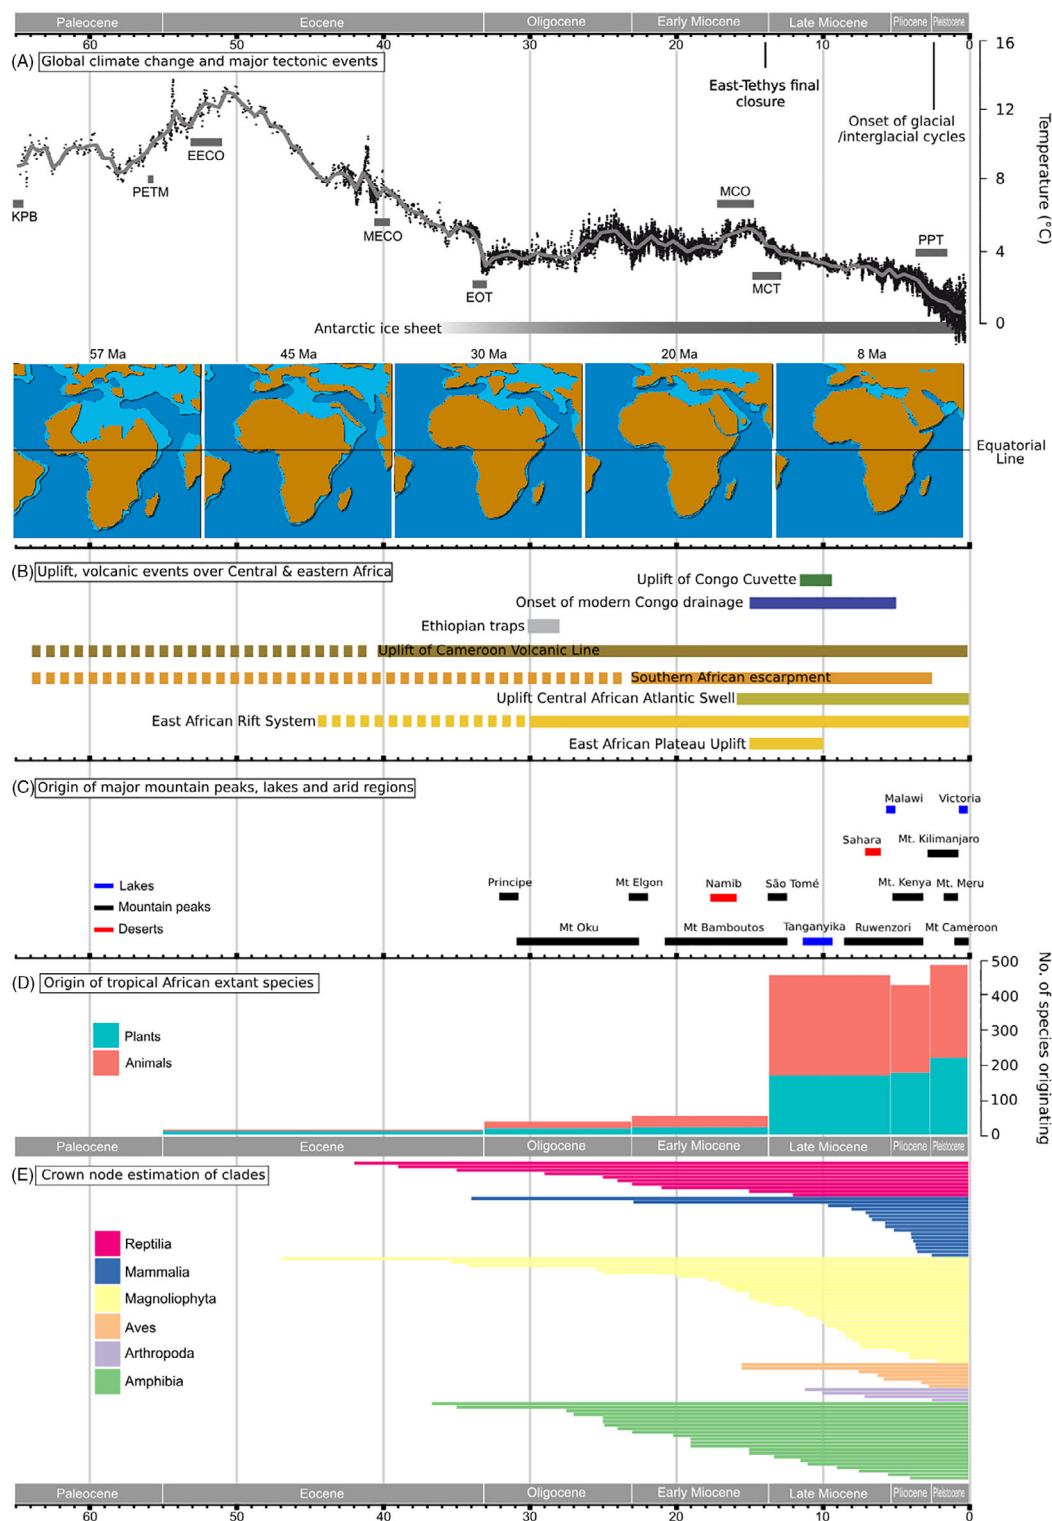 Paleocene Eocene Oligocene Early Miocene Late Miocene Pliocene Pleistocene
60 50 40 30 20 10 0
(A) Global climate change and major tectonic events
16
12
8
4
0
Temperature (°C)
East-Tethys final
closure
Onset of glacial
/interglacial cycles
EECO
PETM
KPB
MECO
EOT
MCO
MCT
PPT
Antarctic ice sheet
57 Ma 45 Ma 30 Ma 20 Ma 8 Ma
Equatorial
Line
(B) Uplift, volcanic events over Central & eastern Africa
Uplift of Congo Cuvette
Onset of modern Congo drainage
Ethiopian traps
Uplift of Cameroon Volcanic Line
Southern African escarpment
Uplift Central African Atlantic Swell
East African Rift System
East African Plateau Uplift
(C) Origin of major mountain peaks, lakes and arid regions
Malawi Victoria
Sahara Mt. Kilimanjaro
Lakes
Mountain peaks
Deserts
Principe Mt Elgon Namib São Tomé Mt. Kenya Mt. Meru
Mt Oku Mt Bamboutos Tanganyika Ruwenzori Mt Cameroon
(D) Origin of tropical African extant species
Plants
Animals
500
400
300
200
100
0
No. of species originating
Paleocene Eocene Oligocene Early Miocene Late Miocene Pliocene Pleistocene
(E) Crown node estimation of clades
Reptilia
Mammalia
Magnoliophyta
Aves
Arthropoda
Amphibia
Paleocene Eocene Oligocene Early Miocene Late Miocene Pliocene Pleistocene
60 50 40 30 20 10 0